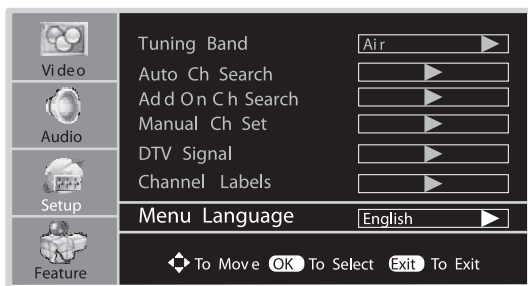 Video
Audio
Setup
Feature
Tuning Band Air
Auto Ch Search
Add On Ch Search
Manual Ch Set
DTV Signal
Channel Labels
Menu Language English
To Move OK To Select Exit To Exit